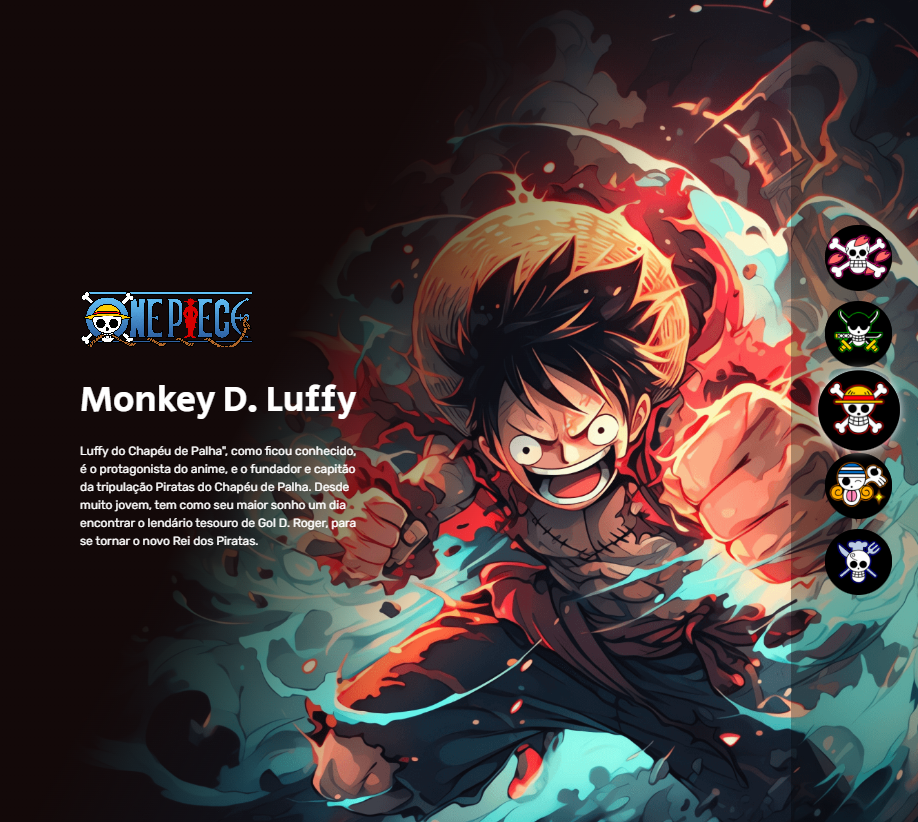 ONE PIECE
Monkey D. Luffy
Luffy do Chapéu de Palha", como ficou conhecido,
é o protagonista do anime, e o fundador e capitão
da tripulação Piratas do Chapéu de Palha. Desde
muito jovem, tem como seu maior sonho um dia
encontrar o lendário tesouro de Gol D. Roger, para
se tornar o novo Rei dos Piratas.